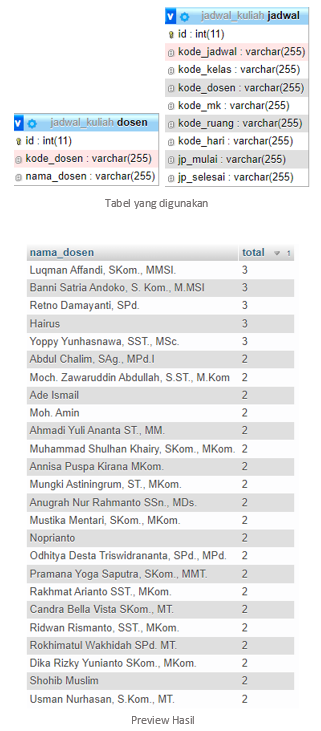 jadwal_kuliah jadwal
id : int(11)
kode_jadwal : varchar(255)
kode_kelas : varchar(255)
kode_dosen : varchar(255)
kode_mk : varchar(255)
kode_ruang : varchar(255)
kode_hari : varchar(255)
jp_mulai : varchar(255)
jp_selesai : varchar(255)
jadwal_kuliah dosen
id : int(11)
kode_dosen : varchar(255)
nama_dosen : varchar(255)
Tabel yang digunakan
nama_dosen total 1
Luqman Affandi, SKom., MMSI. 3
Banni Satria Andoko, S. Kom., M.MSI 3
Retno Damayanti, SPd. 3
Hairus 3
Yoppy Yunhasnawa, SST., MSc. 3
Abdul Chalim, SAg., MPd.I 2
Moch. Zawaruddin Abdullah, S.ST., M.Kom 2
Ade Ismail 2
Moh. Amin 2
Ahmadi Yuli Ananta ST., MM. 2
Muhammad Shulhan Khairy, SKom., MKom. 2
Annisa Puspa Kirana MKom. 2
Mungki Astiningrum, ST., MKom. 2
Anugrah Nur Rahmanto SSn., MDs. 2
Mustika Mentari, SKom., MKom. 2
Noprianto 2
Odhitya Desta Triswidrananta, SPd., MPd. 2
Pramana Yoga Saputra, SKom., MMT. 2
Rakhmat Arianto SST., MKom. 2
Candra Bella Vista SKom., MT. 2
Ridwan Rismanto, SST., MKom. 2
Rokhimatul Wakhidah SPd. MT. 2
Dika Rizky Yunianto SKom., MKom. 2
Shohib Muslim 2
Usman Nurhasan, S.Kom., MT. 2
Preview Hasil